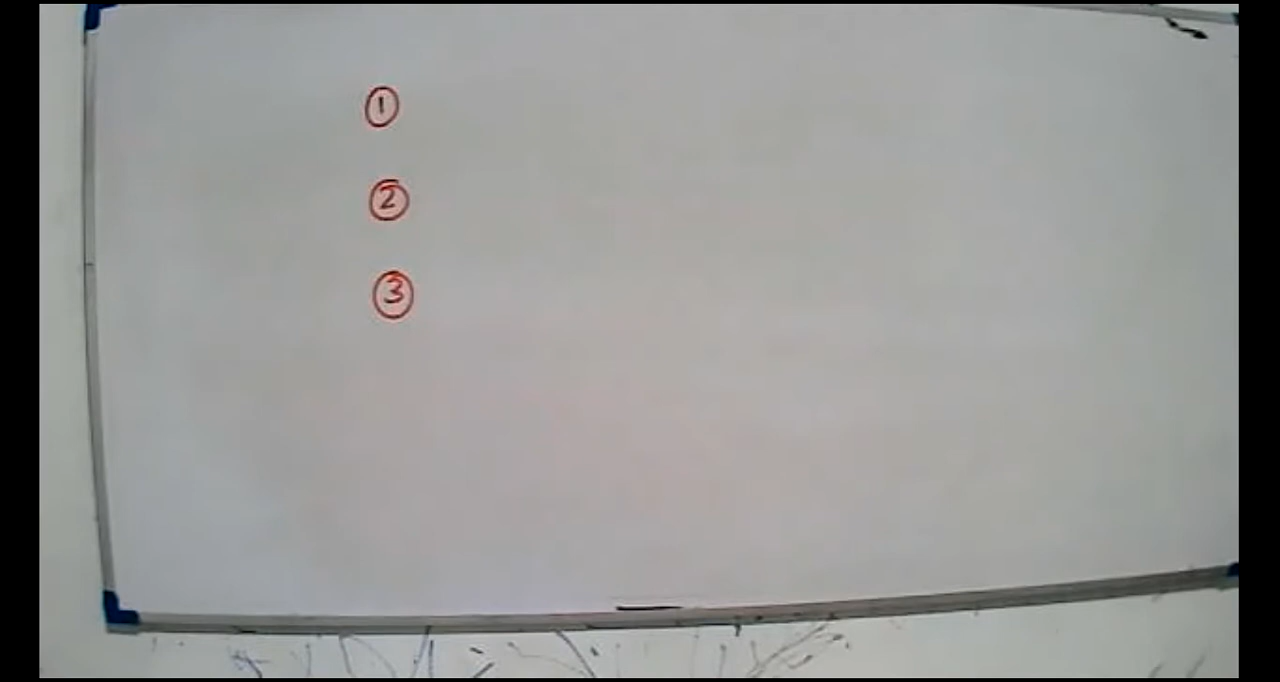 ①
②
③